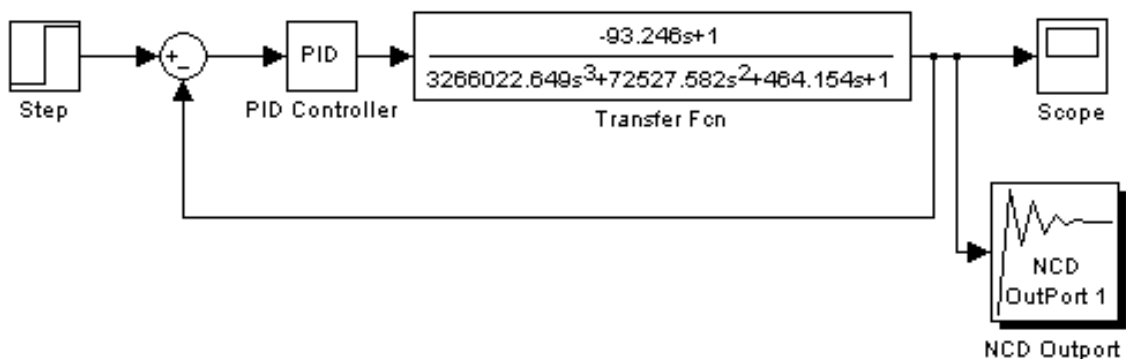 -93.246s+1
3266022.649s³+72527.582s²+464.154s+1
+
−
PID
Step
PID Controller
Transfer Fcn
Scope
NCD
OutPort 1
NCD Outport